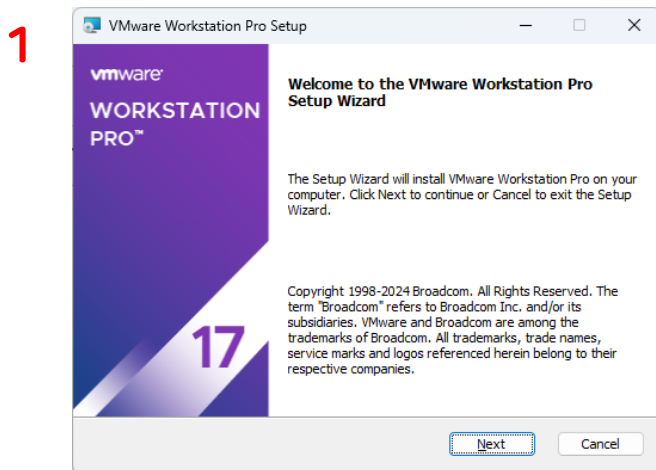 1
VMware Workstation Pro Setup
vmware®
WORKSTATION
PRO™
17
Welcome to the VMware Workstation Pro
Setup Wizard
The Setup Wizard will install VMware Workstation Pro on your
computer. Click Next to continue or Cancel to exit the Setup
Wizard.
Copyright 1998-2024 Broadcom. All Rights Reserved. The
term "Broadcom" refers to Broadcom Inc. and/or its
subsidiaries. VMware and Broadcom are among the
trademarks of Broadcom. All trademarks, trade names,
service marks and logos referenced herein belong to their
respective companies.
Next
Cancel